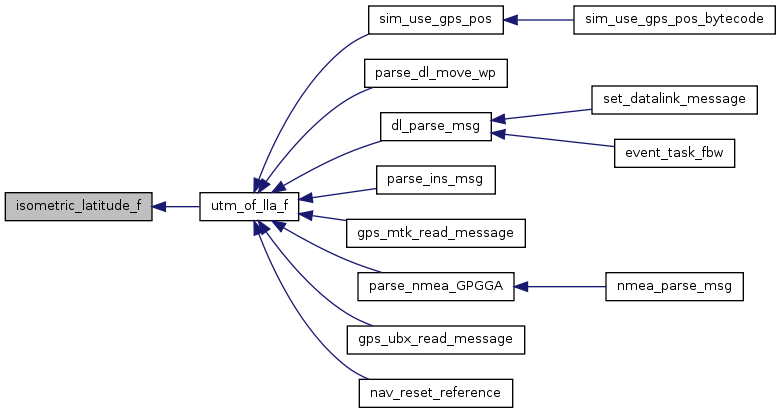 sim_use_gps_pos
sim_use_gps_pos_bytecode
parse_dl_move_wp
set_datalink_message
dl_parse_msg
event_task_fbw
parse_ins_msg
isometric_latitude_f
utm_of_lla_f
gps_mtk_read_message
parse_nmea_GPGGA
nmea_parse_msg
gps_ubx_read_message
nav_reset_reference